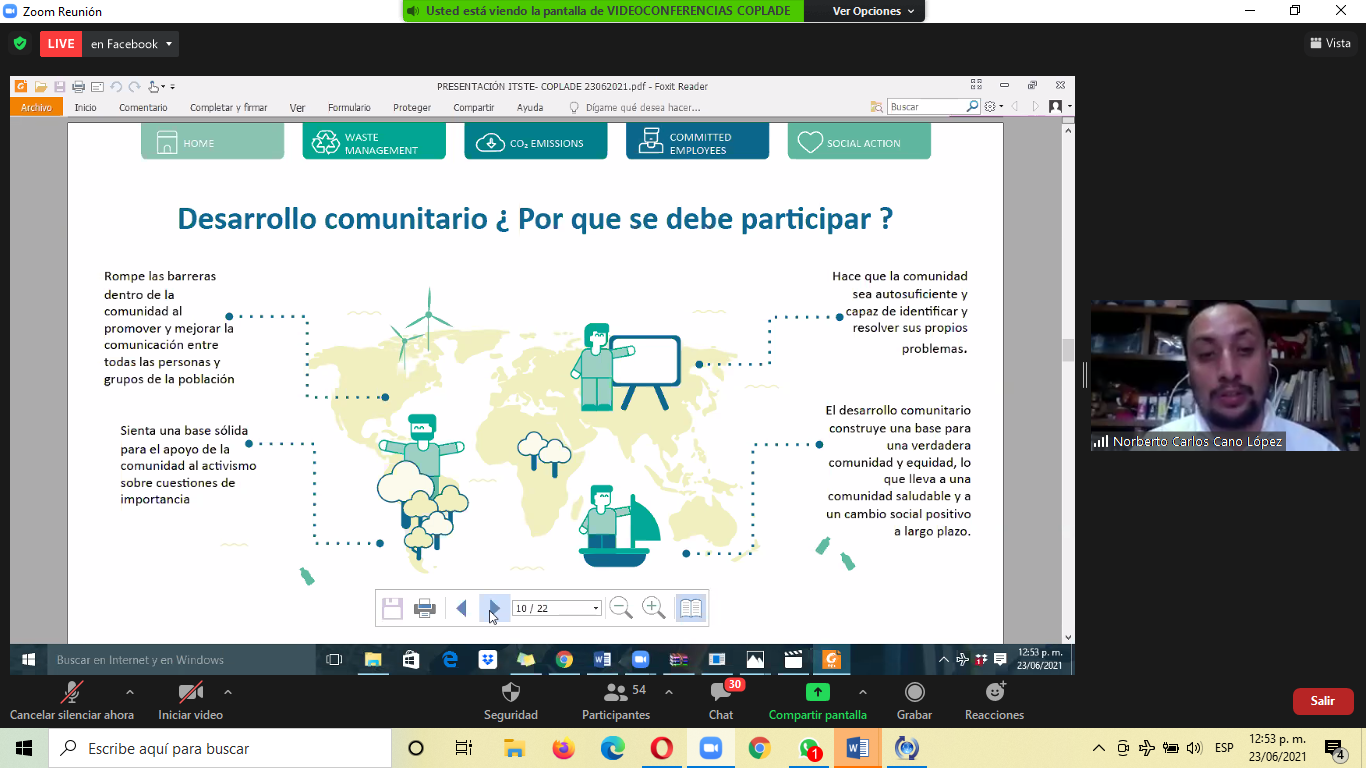 Zoom Reunión
Usted está viendo la pantalla de VIDEOCONFERENCIAS COPLADE
Ver Opciones
LIVE
en Facebook
Vista
PRESENTACIÓN ITSTE- COPLADE 23062021.pdf - Foxit Reader
Archivo
Inicio
Comentario
Completar y firmar
Ver
Formulario
Proteger
Compartir
Ayuda
Dígame qué desea hacer...
Buscar
HOME
WASTE
MANAGEMENT
CO₂ EMISSIONS
COMMITTED
EMPLOYEES
SOCIAL ACTION
Desarrollo comunitario ¿ Por que se debe participar ?
Rompe las barreras
dentro de la
comunidad al
promover y mejorar la
comunicación entre
todas las personas y
grupos de la población
Sienta una base sólida
para el apoyo de la
comunidad al activismo
sobre cuestiones de
importancia
Hace que la comunidad
sea autosuficiente y
capaz de identificar y
resolver sus propios
problemas.
El desarrollo comunitario
construye una base para
una verdadera
comunidad y equidad, lo
que lleva a una
comunidad saludable y a
un cambio social positivo
a largo plazo.
10 / 22
Norberto Carlos Cano López
Buscar en Internet y en Windows
12:53 p. m.
23/06/2021
Cancelar silenciar ahora
Iniciar video
Seguridad
Participantes
54
Chat
30
Compartir pantalla
Grabar
Reacciones
Salir
Escribe aquí para buscar
1
ESP
12:53 p. m.
23/06/2021
4